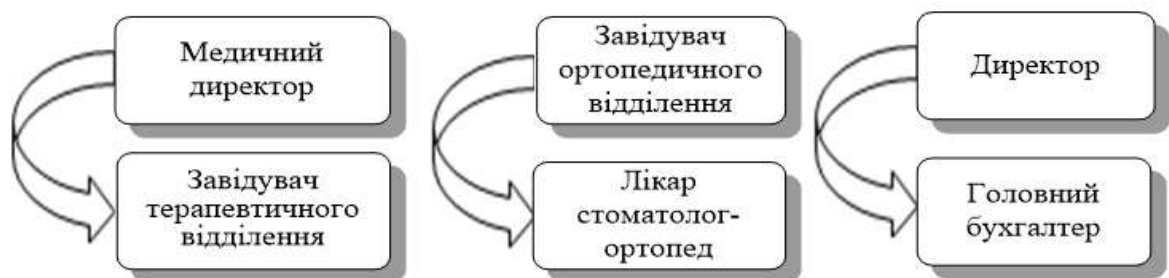 Медичний
директор
Завідувач
терапевтичного
відділення
Завідувач
ортопедичного
відділення
Лікар
стоматолог-
ортопед
Директор
Головний
бухгалтер